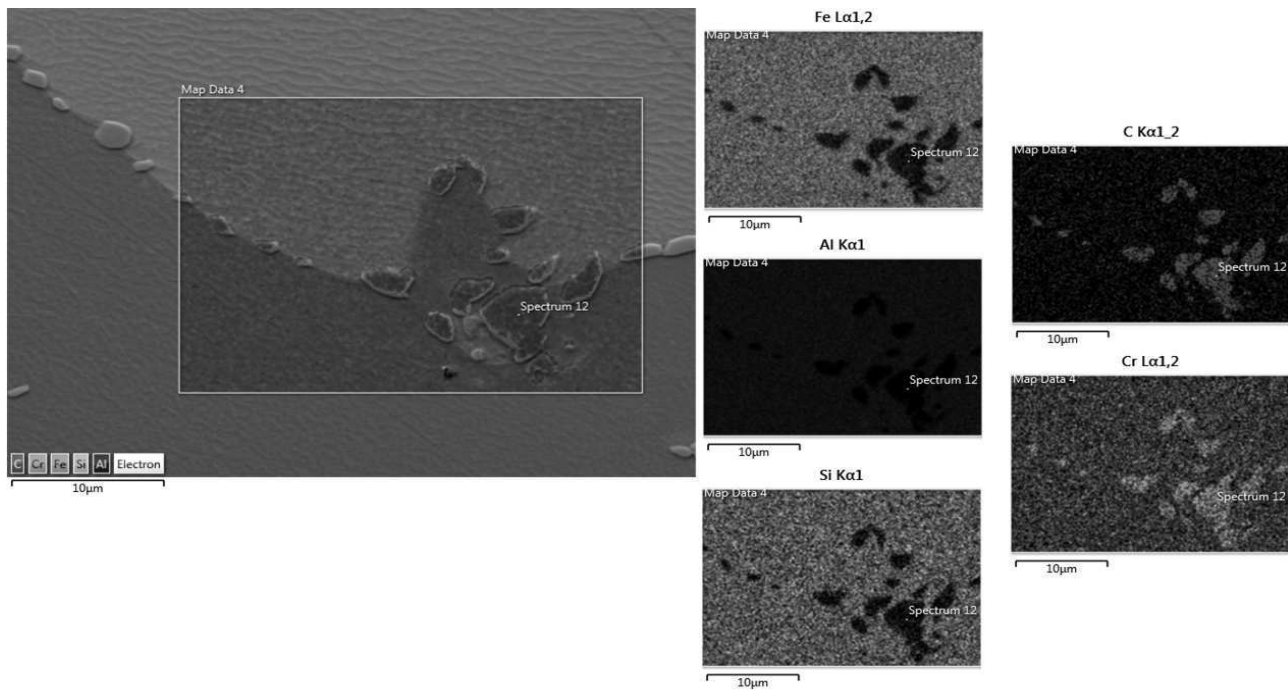 Map Data 4
Spectrum 12
C Cr Fe Si Al Electron
10μm
Fe Lα1,2
Map Data 4
Spectrum 12
10μm
Al Kα1
Map Data 4
Spectrum 12
10μm
Si Kα1
Map Data 4
Spectrum 12
10μm
C Kα1_2
Map Data 4
Spectrum 12
10μm
Cr Lα1,2
Map Data 4
Spectrum 12
10μm